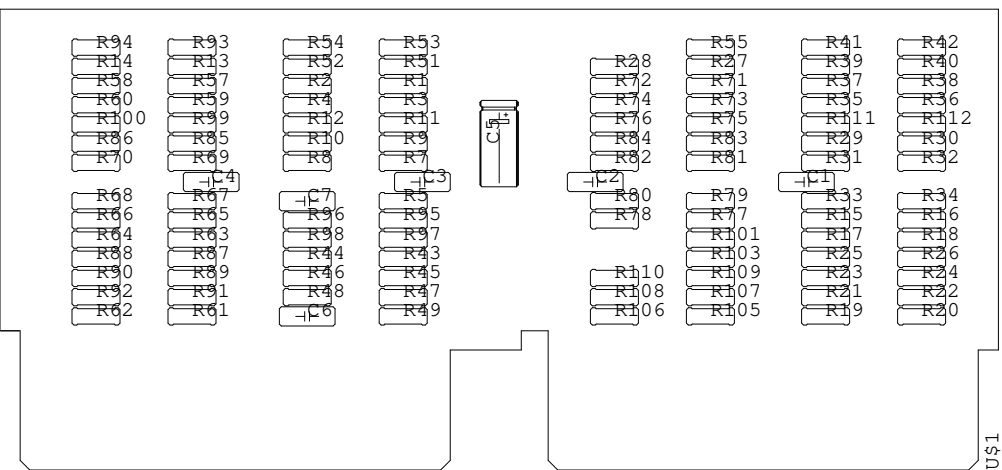 R94 R93 R54 R53 R55 R41 R42
R14 R13 R52 R51 R28 R27 R39 R40
R58 R57 R2 R1 R72 R71 R37 R38
R60 R59 R4 R3 R74 R73 R35 R36
R100 R99 R12 R11 R76 R75 R111 R112
R86 R85 R10 R9 R84 R83 R29 R30
R70 R69 R8 R7 R82 R81 R31 R32
C5
C4 C3 C2 C1
R68 R67 C7 R5 R80 R79 R33 R34
R66 R65 R96 R95 R78 R77 R15 R16
R64 R63 R98 R97 R101 R17 R18
R88 R87 R44 R43 R103 R25 R26
R90 R89 R46 R45 R110 R109 R23 R24
R92 R91 R48 R47 R108 R107 R21 R22
R62 R61 C6 R49 R106 R105 R19 R20
U$1